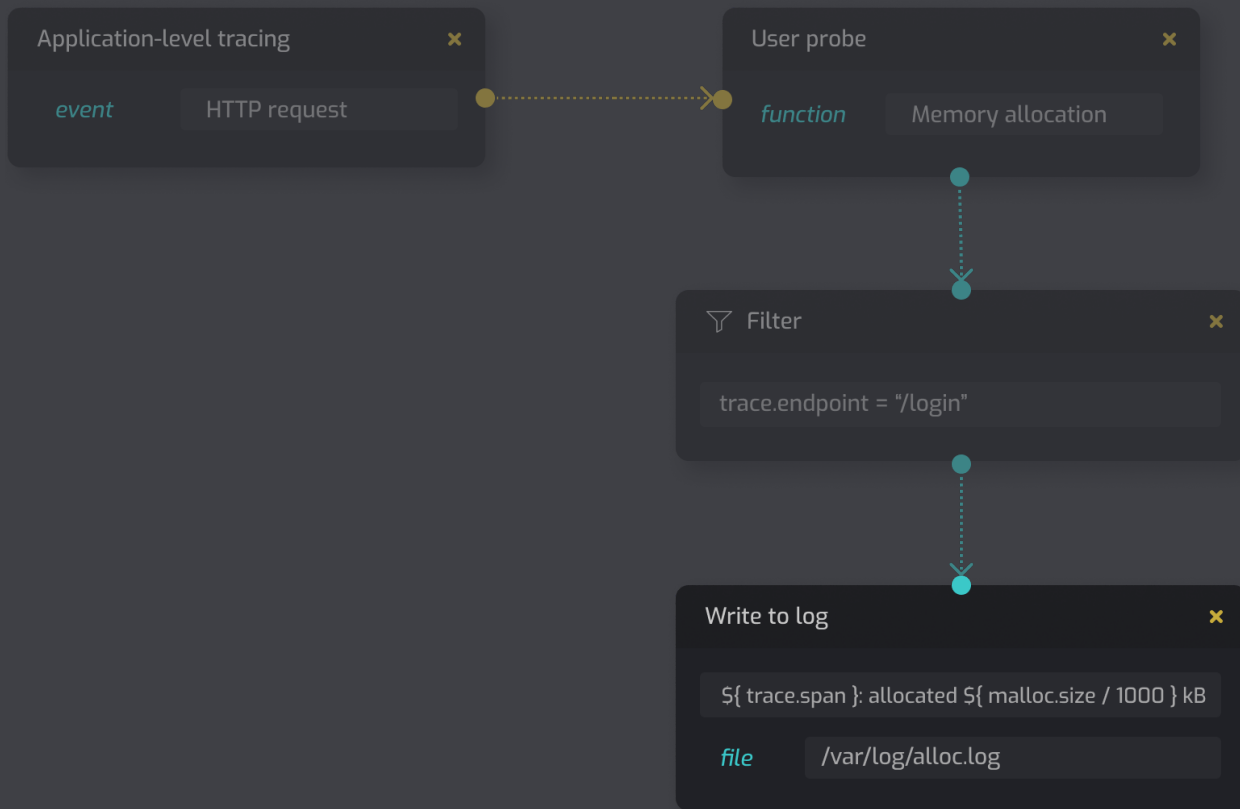 Application-level tracing
event HTTP request
User probe
function Memory allocation
Filter
trace.endpoint = “/login”
Write to log
${ trace.span }: allocated ${ malloc.size / 1000 } kB
file /var/log/alloc.log